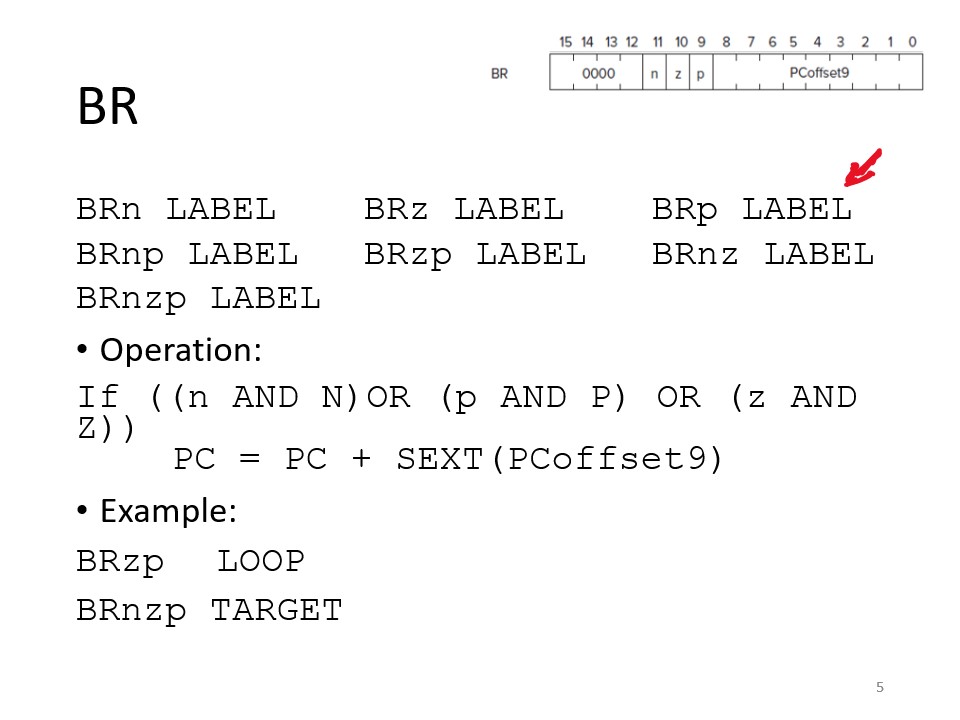 15 14 13 12 11 10 9 8 7 6 5 4 3 2 1 0
BR 0000 n z p PCoffset9
BR
BRn LABEL BRz LABEL BRp LABEL
BRnp LABEL BRzp LABEL BRnz LABEL
BRnzp LABEL
• Operation:
If ((n AND N)OR (p AND P) OR (z AND
Z))
PC = PC + SEXT(PCoffset9)
• Example:
BRzp LOOP
BRnzp TARGET
5